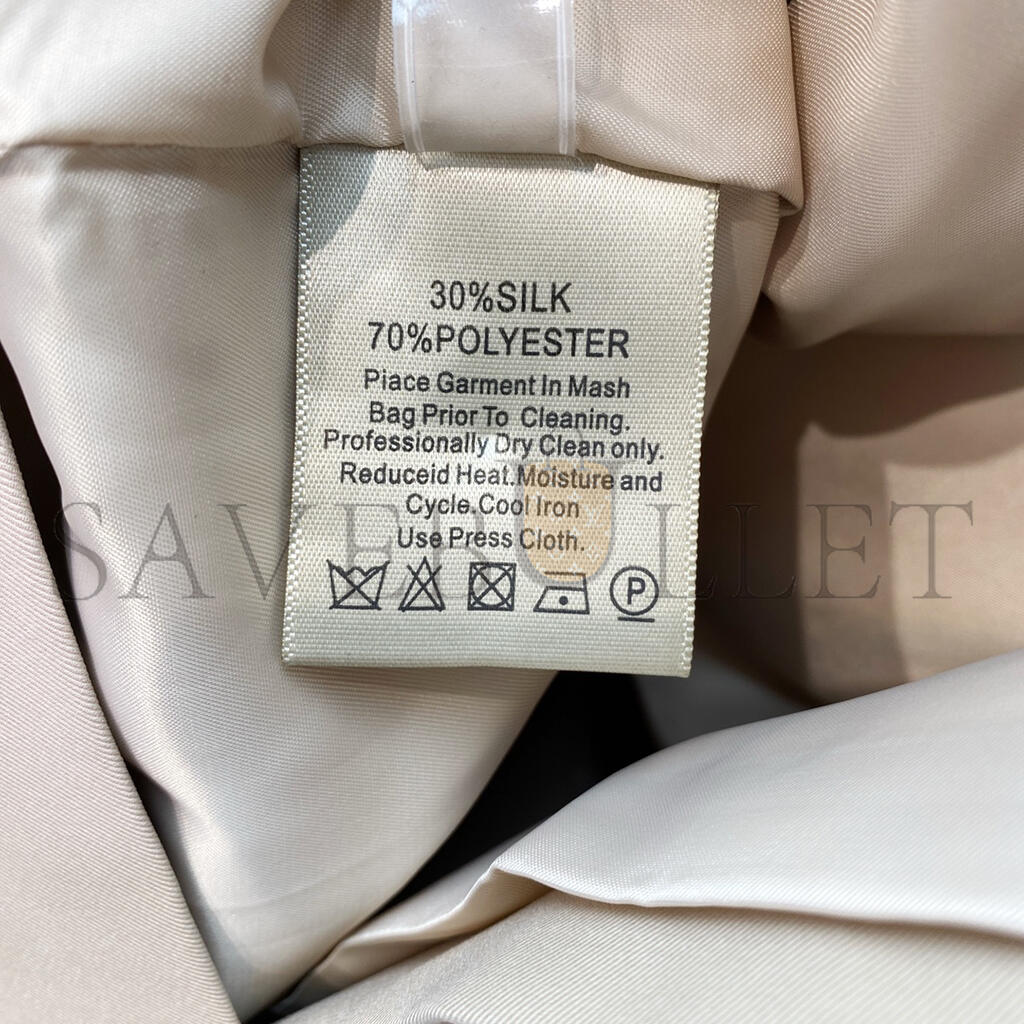 30%SILK
70%POLYESTER
Piace Garment In Mash
Bag Prior To Cleaning.
Professionally Dry Clean only.
Reduceid Heat.Moisture and
Cycle.Cool Iron
Use Press Cloth.
P
SAVEBULLET